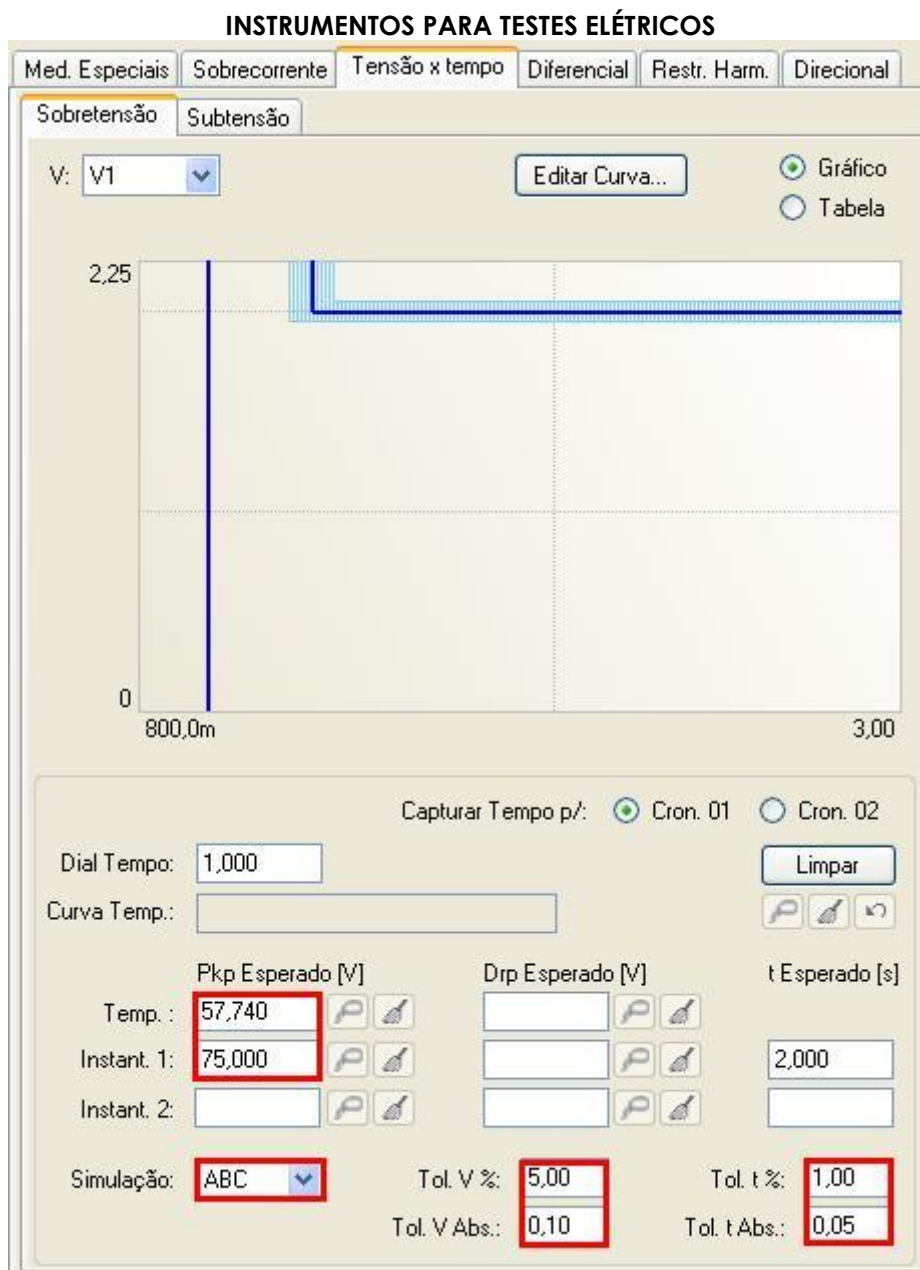 INSTRUMENTOS PARA TESTES ELÉTRICOS
Med. Especiais Sobrecorrente Tensão x tempo Diferencial Restr. Harm. Direcional
Sobretensão Subtensão
V: V1 Editar Curva... Gráfico
Tabela
2,25
0
800,0m 3,00
Capturar Tempo p/: Cron. 01 Cron. 02
Dial Tempo: 1,000 Limpar
Curva Temp.:
Pkp Esperado [V] Drp Esperado [V] t Esperado [s]
Temp. : 57,740
Instant. 1: 75,000 2,000
Instant. 2:
Simulação: ABC Tol. V %: 5,00 Tol. t %: 1,00
Tol. V Abs.: 0,10 Tol. t Abs.: 0,05